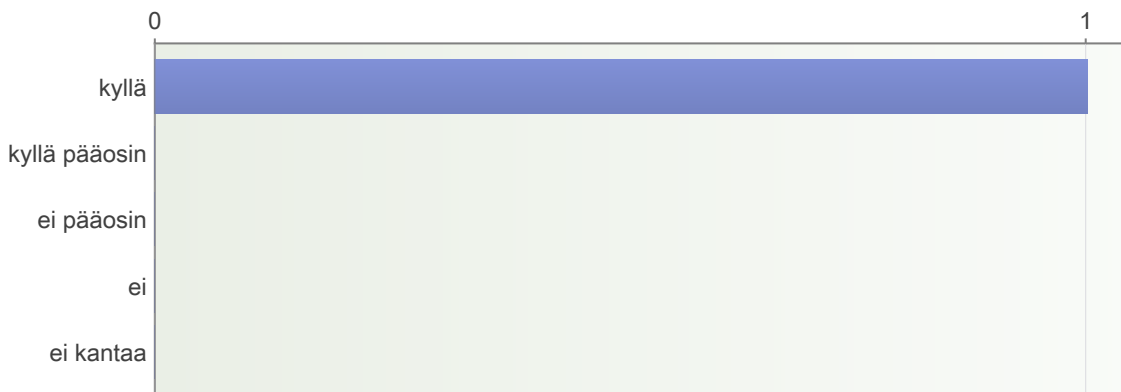 0 1
kyllä
kyllä pääosin
ei pääosin
ei
ei kantaa